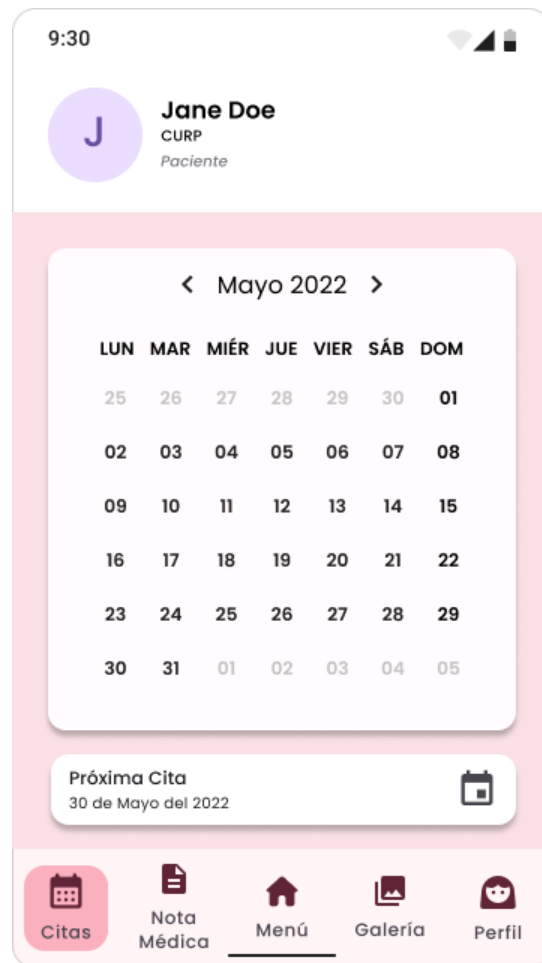 9:30
J
Jane Doe
CURP
Paciente
Mayo 2022
LUN MAR MIÉR JUE VIER SÁB DOM
25 26 27 28 29 30 01
02 03 04 05 06 07 08
09 10 11 12 13 14 15
16 17 18 19 20 21 22
23 24 25 26 27 28 29
30 31 01 02 03 04 05
Próxima Cita
30 de Mayo del 2022
Citas
Nota
Médica
Menú
Galería
Perfil